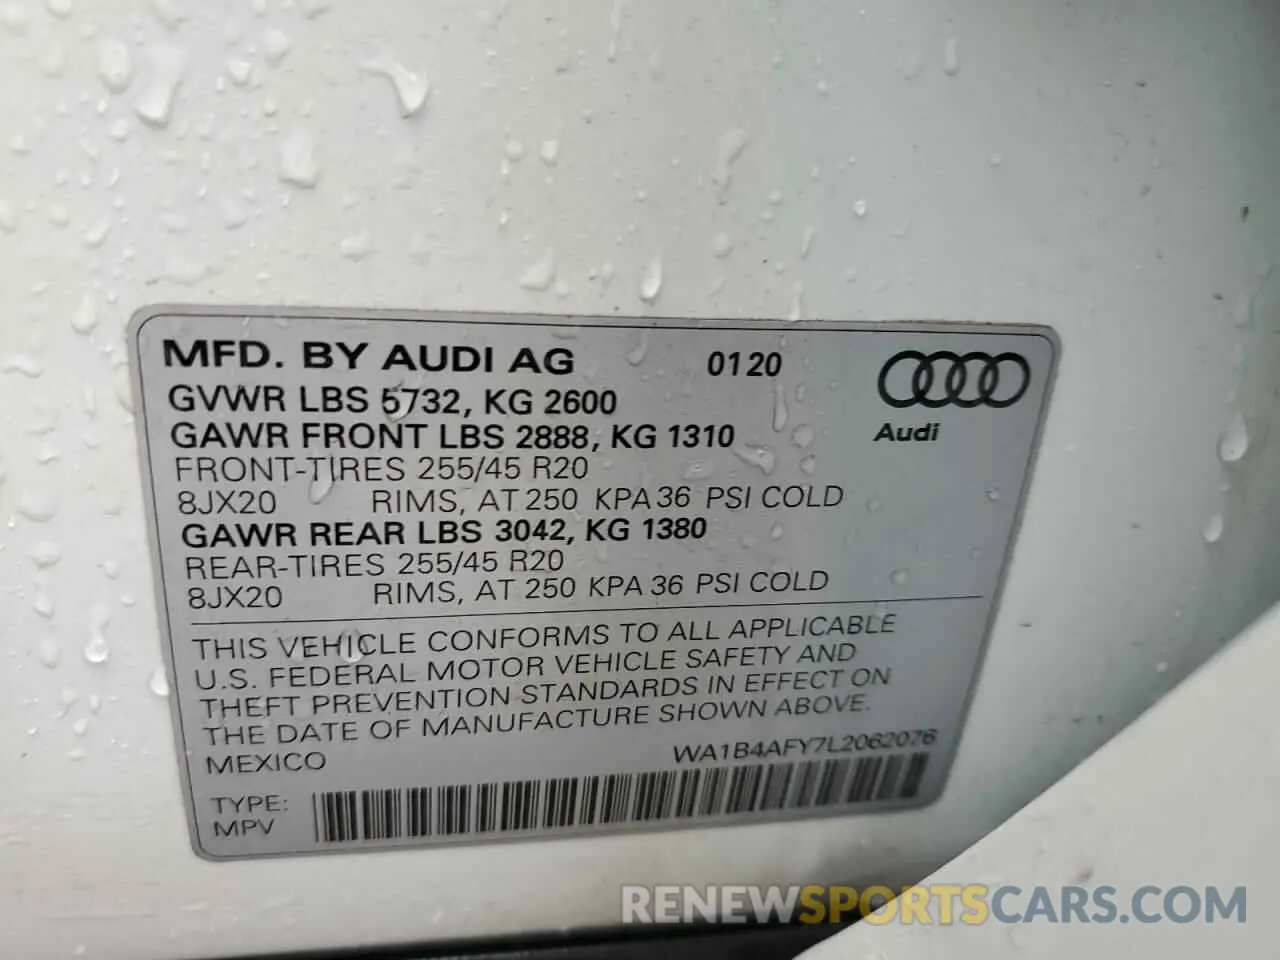 MFD. BY AUDI AG 01 20
Audi
GVWR LBS 5732, KG 2600
GAWR FRONT LBS 2888, KG 1310
FRONT-TIRES 255/45 R20
8JX20 RIMS, AT 250 KPA 36 PSI COLD
GAWR REAR LBS 3042, KG 1380
REAR-TIRES 255/45 R20
8JX20 RIMS, AT 250 KPA 36 PSI COLD
THIS VEHICLE CONFORMS TO ALL APPLICABLE
U.S. FEDERAL MOTOR VEHICLE SAFETY AND
THEFT PREVENTION STANDARDS IN EFFECT ON
THE DATE OF MANUFACTURE SHOWN ABOVE.
MEXICO WA1B4AFY7L2062076
TYPE:
MPV
RENEWSPORTSCARS.COM